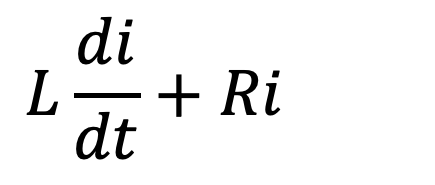 L di/dt + Ri